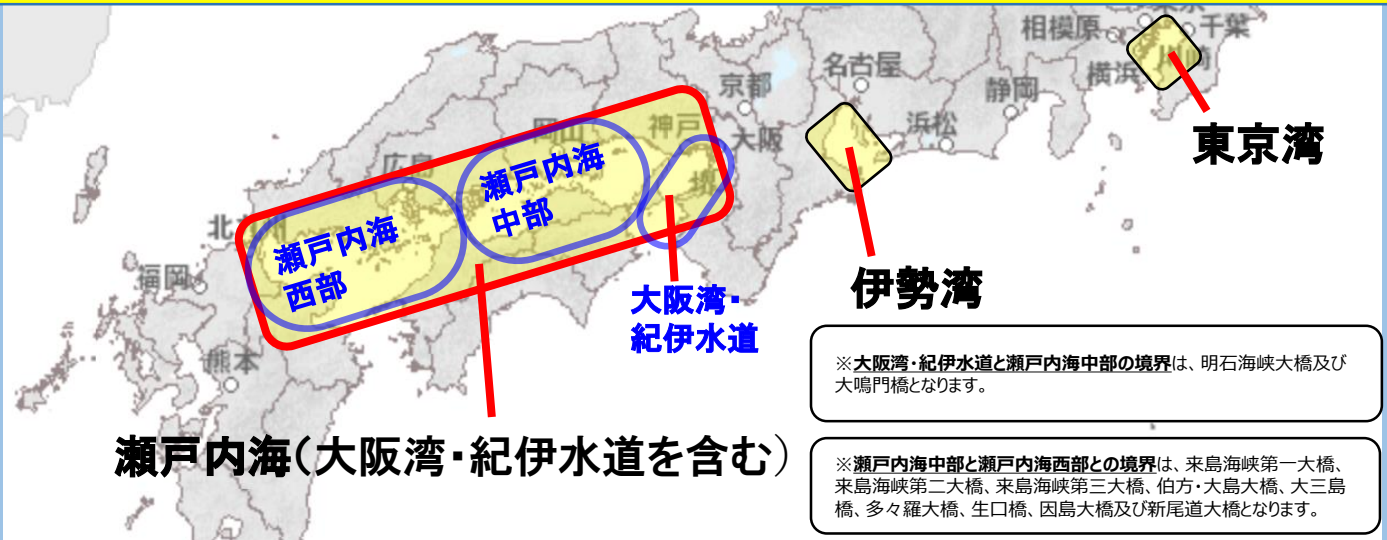 相模原
千葉
川崎
横浜
名古屋
静岡
京都
浜松
東京湾
神戸
大阪
岡山
堺
広島
瀬戸内海
中部
瀬戸内海
西部
福岡
大阪湾・
紀伊水道
伊勢湾
熊本
※大阪湾・紀伊水道と瀬戸内海中部の境界は、明石海峡大橋及び
大鳴門橋となります。
瀬戸内海(大阪湾・紀伊水道を含む)
※瀬戸内海中部と瀬戸内海西部との境界は、来島海峡第一大橋、
来島海峡第二大橋、来島海峡第三大橋、伯方・大島大橋、大三島
橋、多々羅大橋、生口橋、因島大橋及び新尾道大橋となります。